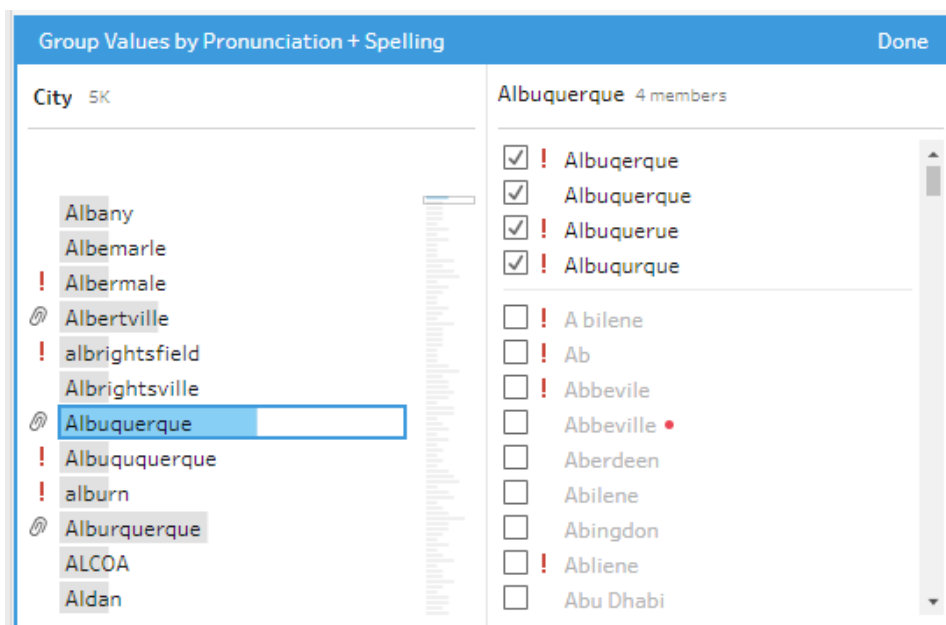 Group Values by Pronunciation + Spelling Done
City 5K
Albany
Albemarle
! Albermale
Albertville
! albrightsfield
Albrightsville
Albuquerque
! Albuququerque
! alburn
Alburquerque
ALCOA
Aldan
Albuquerque 4 members
! Albuqerque
Albuquerque
! Albuquerue
! Albuqurque
! A bilene
! Ab
! Abbevile
Abbeville
Aberdeen
Abilene
Abingdon
! Abliene
Abu Dhabi